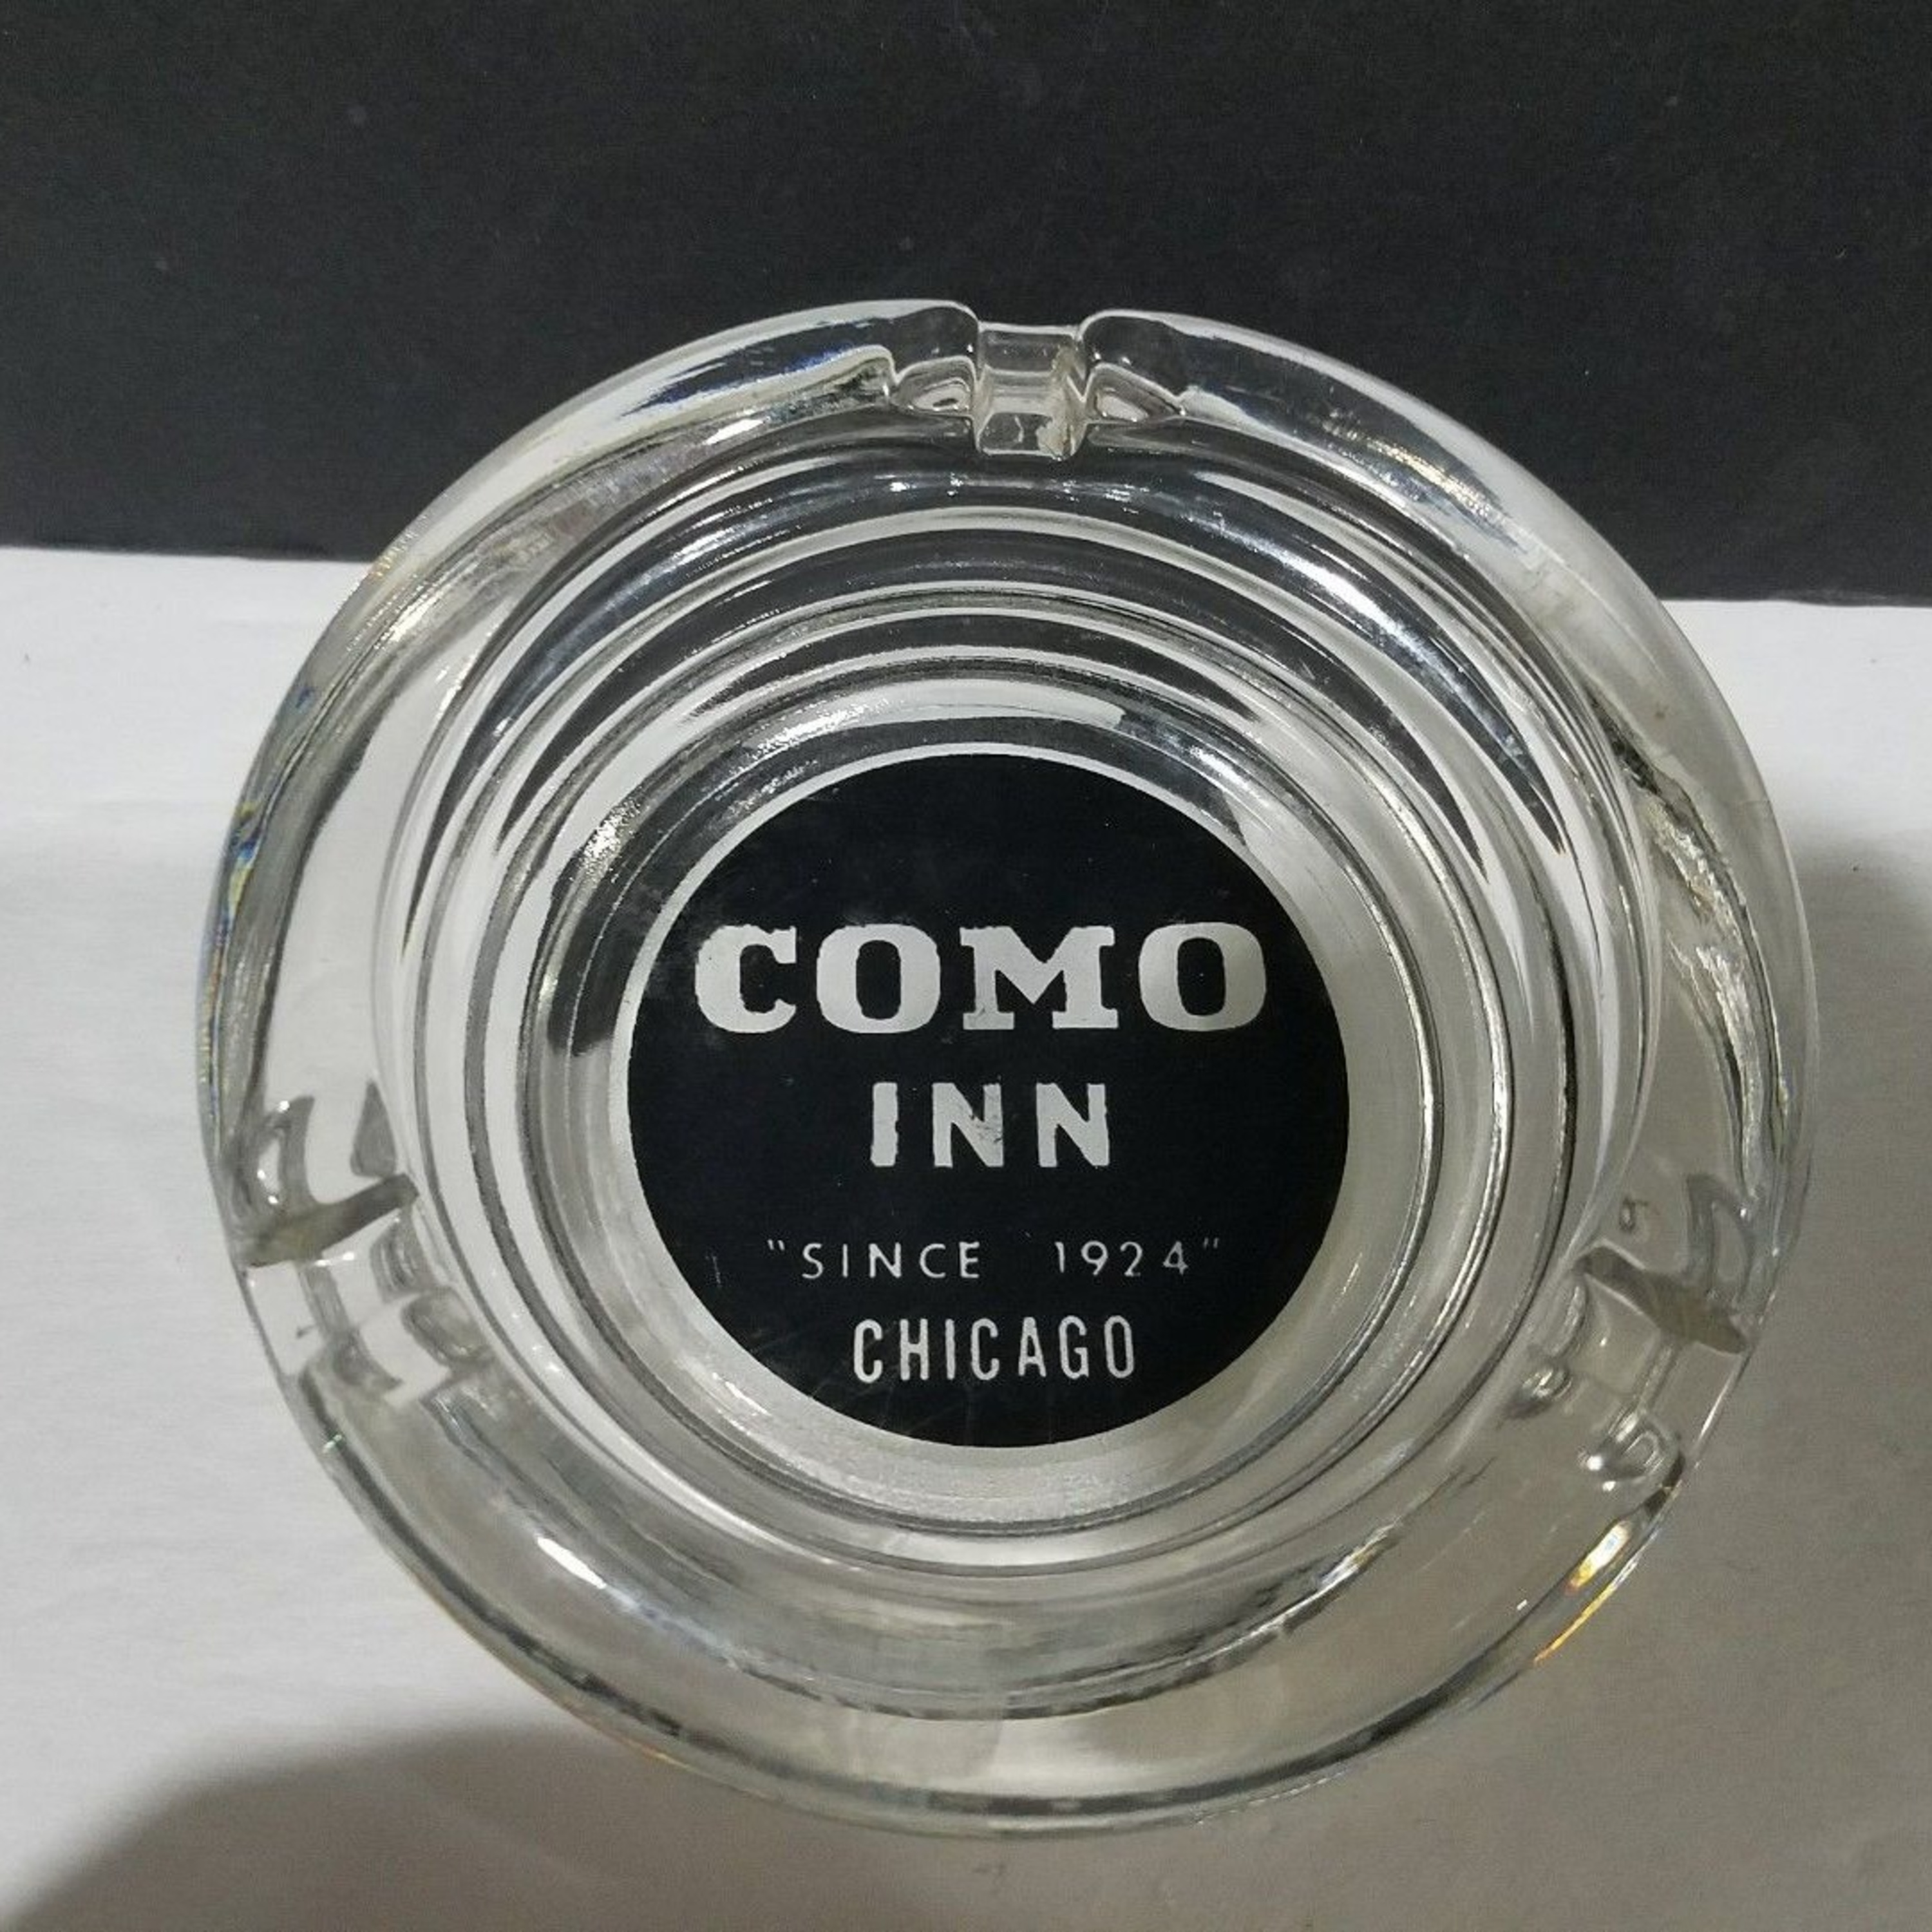 COMO
INN
"SINCE 1924"
CHICAGO